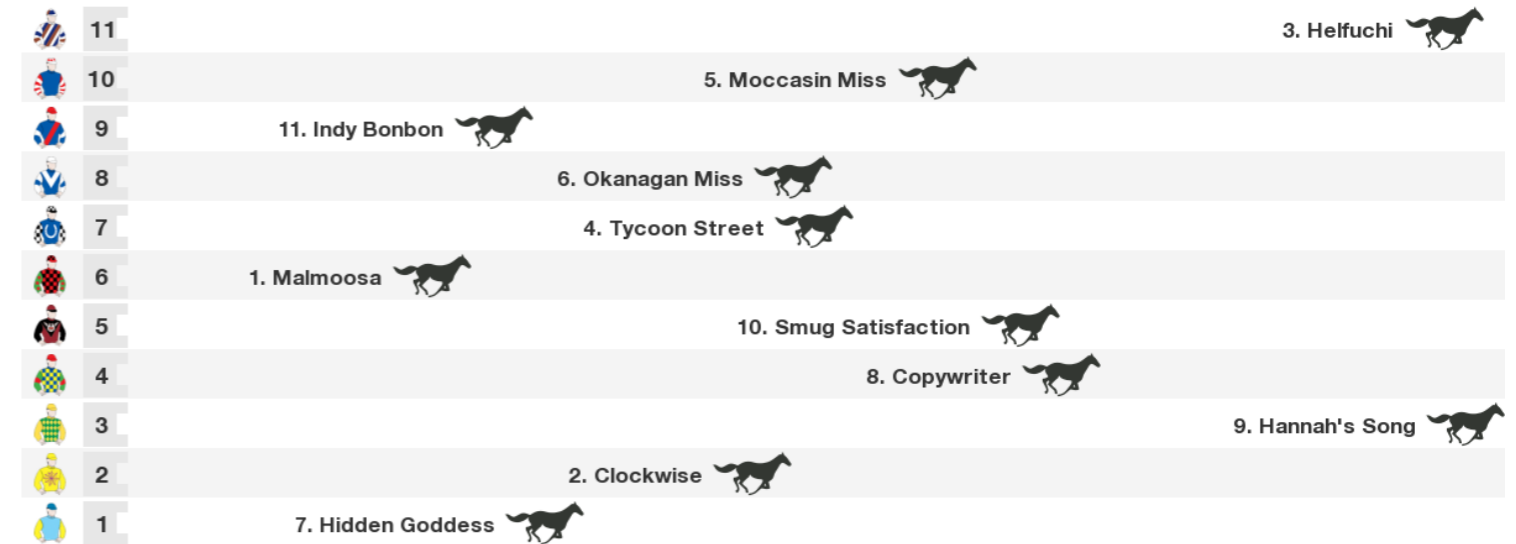 11 3. Helfuchi
10 5. Moccasin Miss
9 11. Indy Bonbon
8 6. Okanagan Miss
7 4. Tycoon Street
6 1. Malmoosa
5 10. Smug Satisfaction
4 8. Copywriter
3 9. Hannah's Song
2 2. Clockwise
1 7. Hidden Goddess